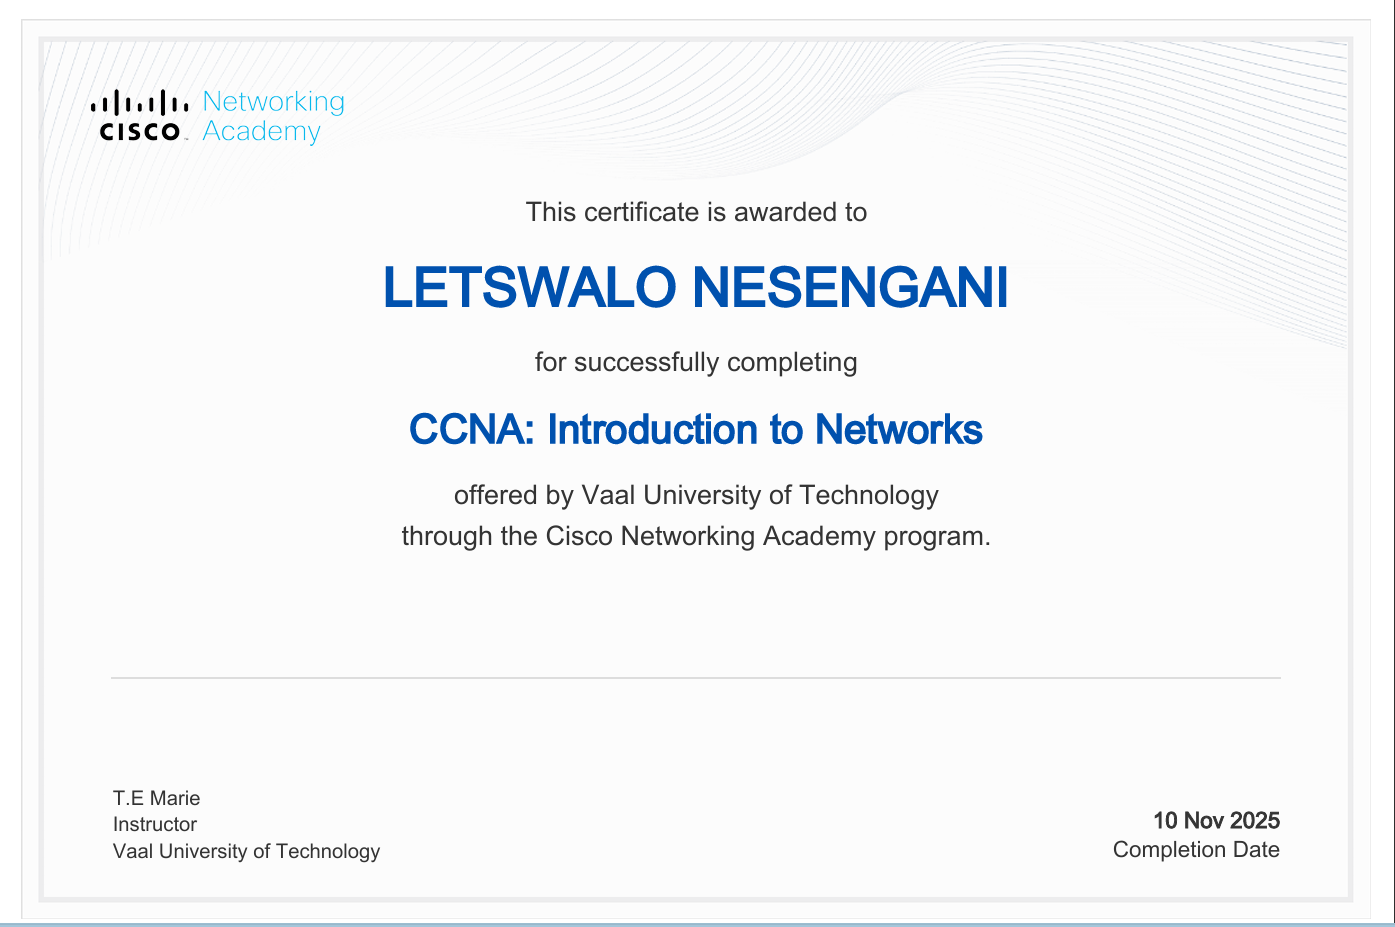 CISCO Networking
Academy
This certificate is awarded to
LETSWALO NESENGANI
for successfully completing
CCNA: Introduction to Networks
offered by Vaal University of Technology
through the Cisco Networking Academy program.
T.E Marie
Instructor
Vaal University of Technology
10 Nov 2025
Completion Date